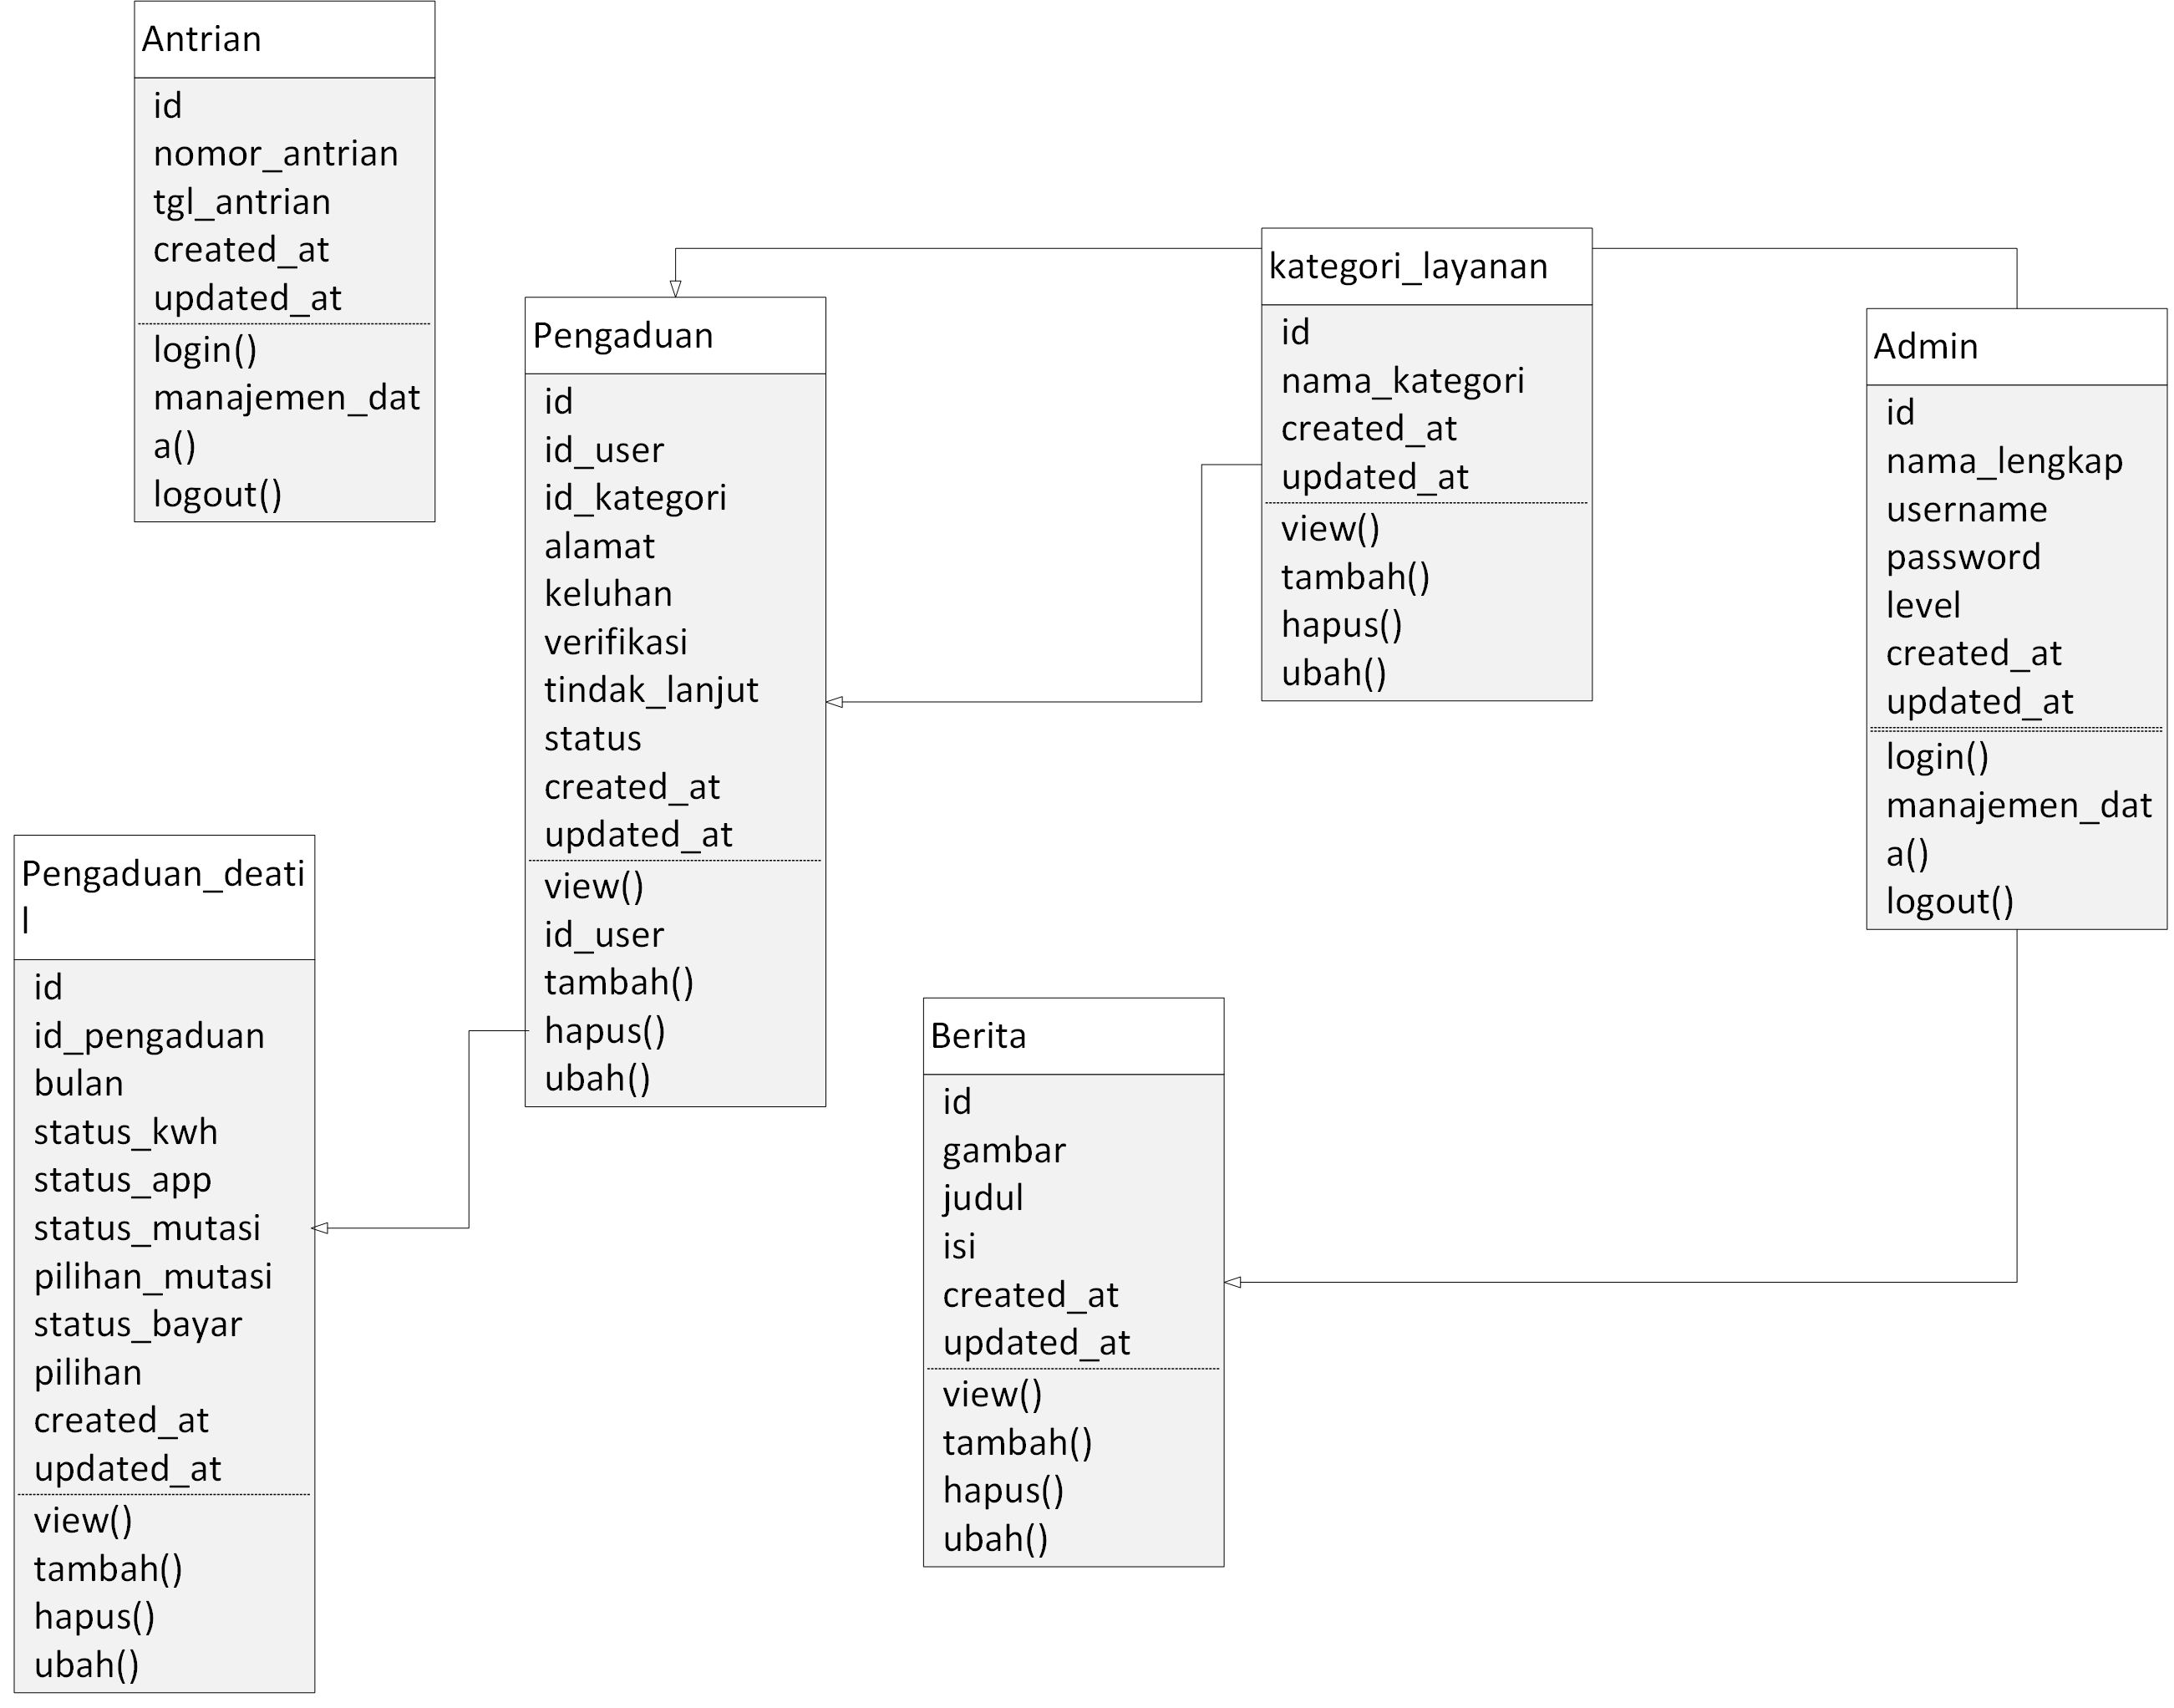 Antrian
id
nomor_antrian
tgl_antrian
created_at
updated_at
login()
manajemen_dat
a()
logout()
Pengaduan
id
id_user
id_kategori
alamat
keluhan
verifikasi
tindak_lanjut
status
created_at
updated_at
view()
id_user
tambah()
hapus()
ubah()
kategori_layanan
id
nama_kategori
created_at
updated_at
view()
tambah()
hapus()
ubah()
Admin
id
nama_lengkap
username
password
level
created_at
updated_at
login()
manajemen_dat
a()
logout()
Pengaduan_deati
l
id
id_pengaduan
bulan
status_kwh
status_app
status_mutasi
pilihan_mutasi
status_bayar
pilihan
created_at
updated_at
view()
tambah()
hapus()
ubah()
Berita
id
gambar
judul
isi
created_at
updated_at
view()
tambah()
hapus()
ubah()